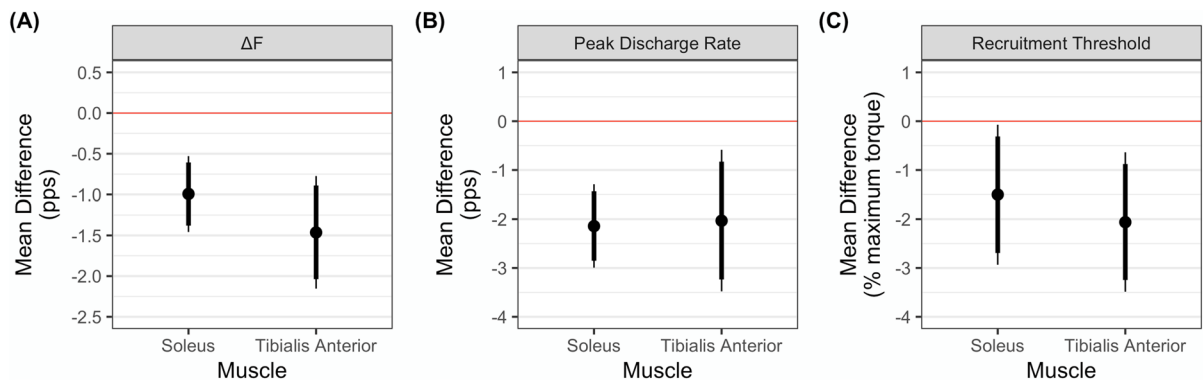 (A)
ΔF
Mean Difference
(pps)
0.5
0.0
-0.5
-1.0
-1.5
-2.0
-2.5
Soleus
Tibialis Anterior
Muscle
(B)
Peak Discharge Rate
Mean Difference
(pps)
1
0
-1
-2
-3
-4
Soleus
Tibialis Anterior
Muscle
(C)
Recruitment Threshold
Mean Difference
(% maximum torque)
1
0
-1
-2
-3
-4
Soleus
Tibialis Anterior
Muscle